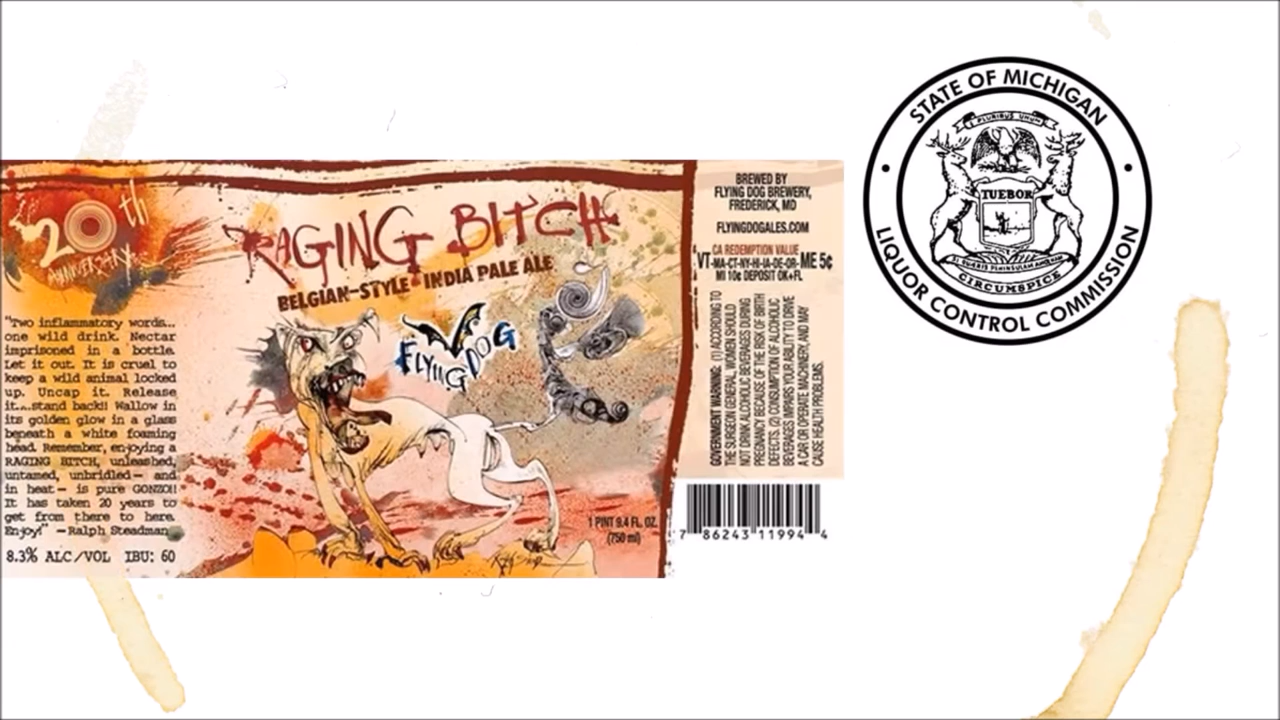 20th
ANNIVERSARY
"Two inflammatory words...
one wild drink. Nectar
imprisoned in a bottle.
Let it out. It is cruel to
keep a wild animal locked
up. Uncap it. Release
it...stand back!! Wallow in
its golden glow in a glass
beneath a white foaming
head. Remember, enjoying a
RAGING BITCH, unleashed,
untamed, unbridled— and
in heat— is pure GONZO!!
It has taken 20 years to
get from there to here.
Enjoy!" —Ralph Steadman
8.3% ALC/VOL IBU: 60
RAGING BITCH
BELGIAN-STYLE INDIA PALE ALE
FLYING DOG
1 PINT 9.4 FL. OZ.
(750 ml)
BREWED BY
FLYING DOG BREWERY,
FREDERICK, MD
FLYINGDOGALES.COM
CA REDEMPTION VALUE
VT-MA-CT-NY-HI-IA-DE-OR-ME 5¢
MI 10¢ DEPOSIT OK+FL
GOVERNMENT WARNING: (1) ACCORDING TO
THE SURGEON GENERAL, WOMEN SHOULD
NOT DRINK ALCOHOLIC BEVERAGES DURING
PREGNANCY BECAUSE OF THE RISK OF BIRTH
DEFECTS. (2) CONSUMPTION OF ALCOHOLIC
BEVERAGES IMPAIRS YOUR ABILITY TO DRIVE
A CAR OR OPERATE MACHINERY, AND MAY
CAUSE HEALTH PROBLEMS.
7 86243 11994 4
STATE OF MICHIGAN
E PLURIBUS UNUM
TUEBOR
CIRCUMSPICE
LIQUOR CONTROL COMMISSION